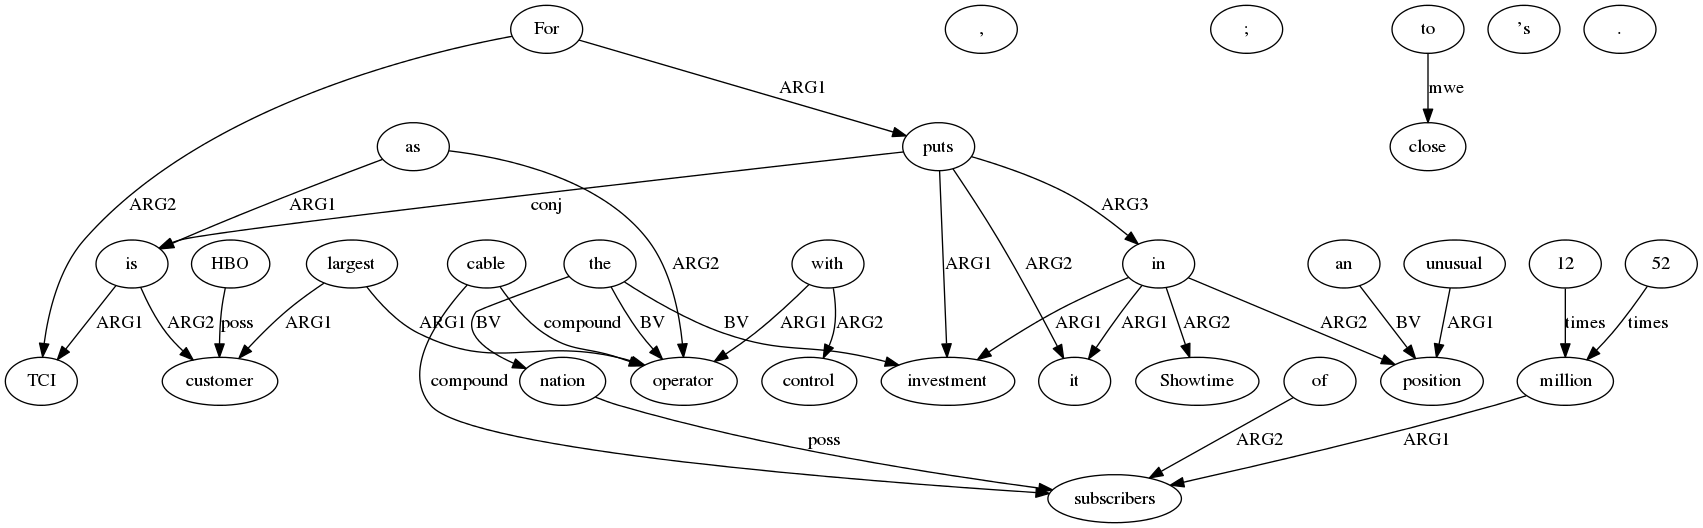 For , ; to 's .
ARG1 mwe
as puts close
ARG2 ARG1 conj ARG3
is HBO largest cable the with in an unusual 12 52
ARG2 ARG1 ARG2
ARG1 ARG2 poss ARG1 ARG1 BV compound BV BV ARG1 ARG2 ARG1 ARG1 ARG2 ARG2 BV ARG1 times times
TCI customer compound nation operator control investment it Showtime of position million
poss ARG2 ARG1
subscribers